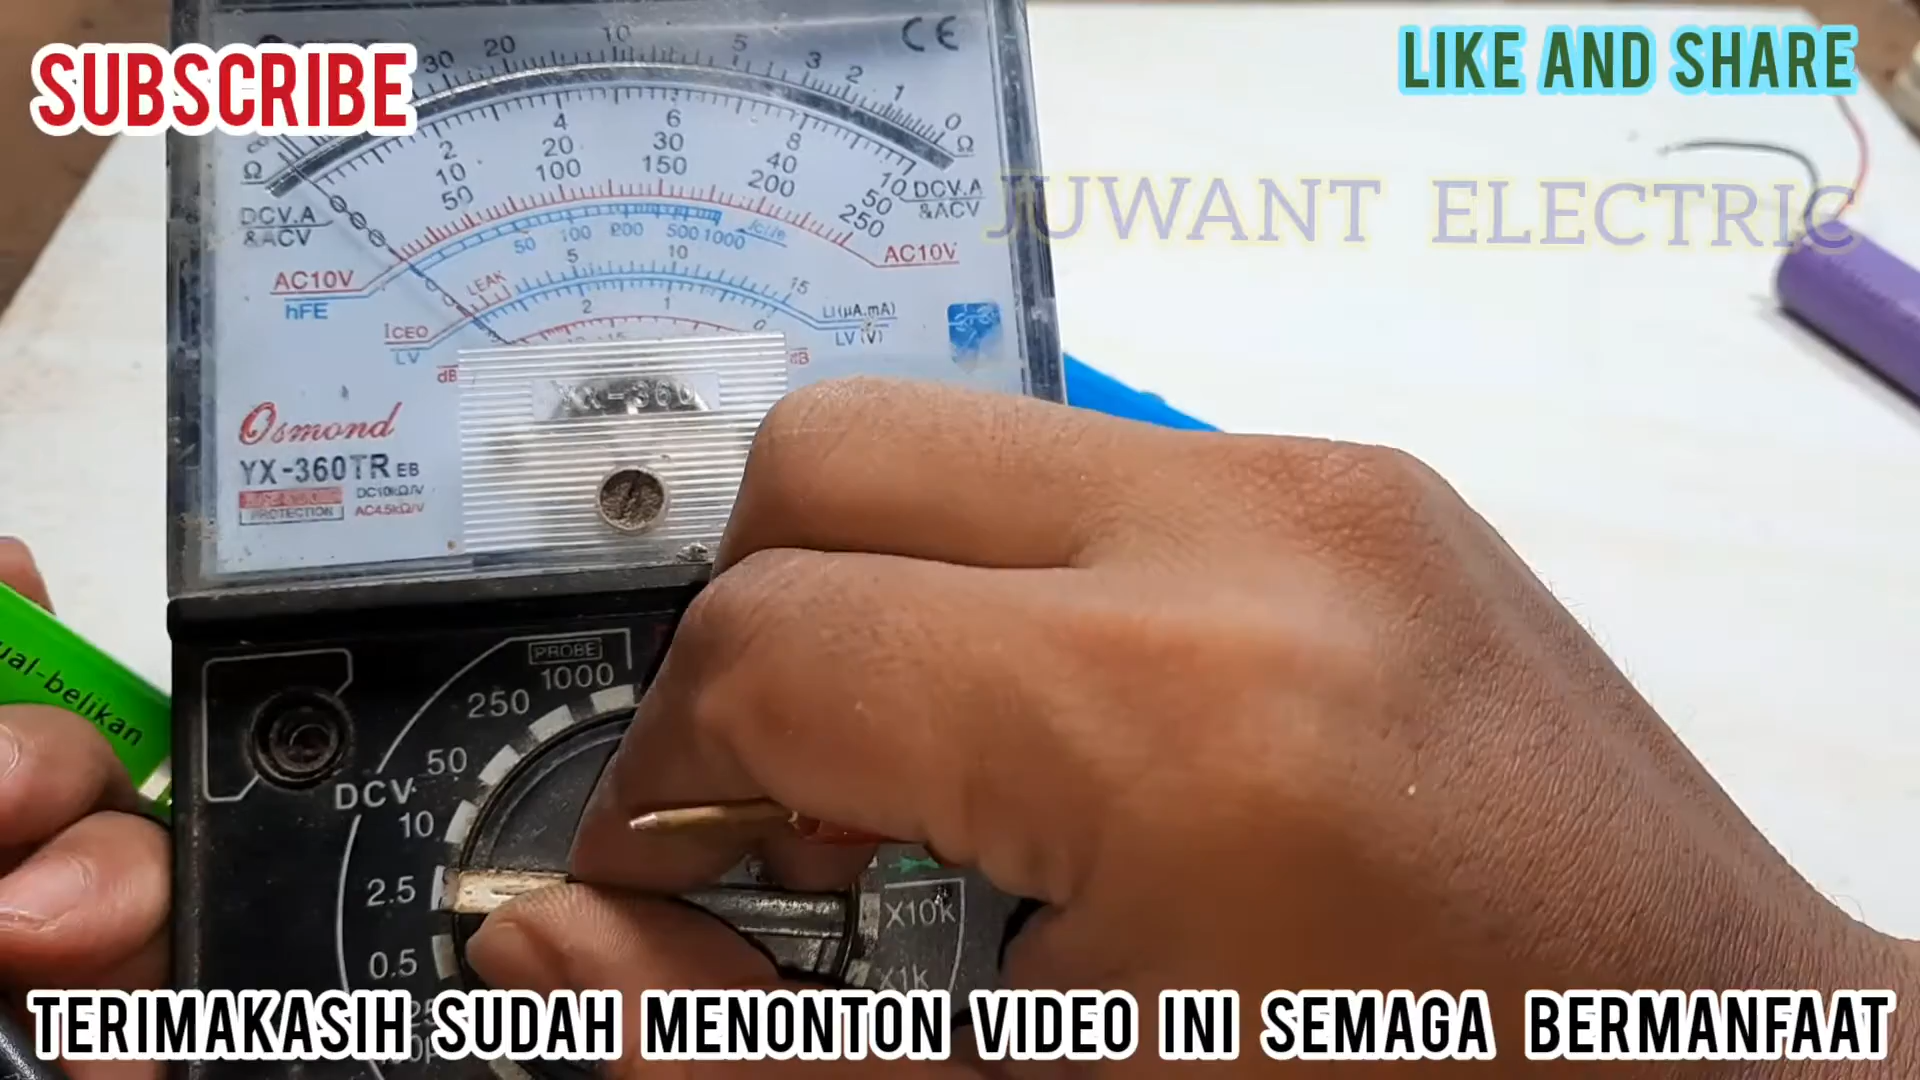 SUBSCRIBE
LIKE AND SHARE
JUWANT ELECTRIC
CE
30 20 10 5 3 2 1 0
Ω Ω
2 4 6 8 10
10 20 30 40 50
50 100 150 200 250
DCV.A
&ACV
DCV.A
&ACV
AC10V AC10V
50 100 200 500 1000
hFE
LEAK
5 10 15
ICEO
LV
LI(µA.mA)
LV (V)
2 1 0
dB dB
Osmond
YX-360TR EB
PROTECTION
DC10kΩ/V
AC4.5kΩ/V
YX-360
PROBE
1000
250
50
DCV
10
2.5
0.5
X10k
X1k
ual-belikan
TERIMAKASIH SUDAH MENONTON VIDEO INI SEMAGA BERMANFAAT